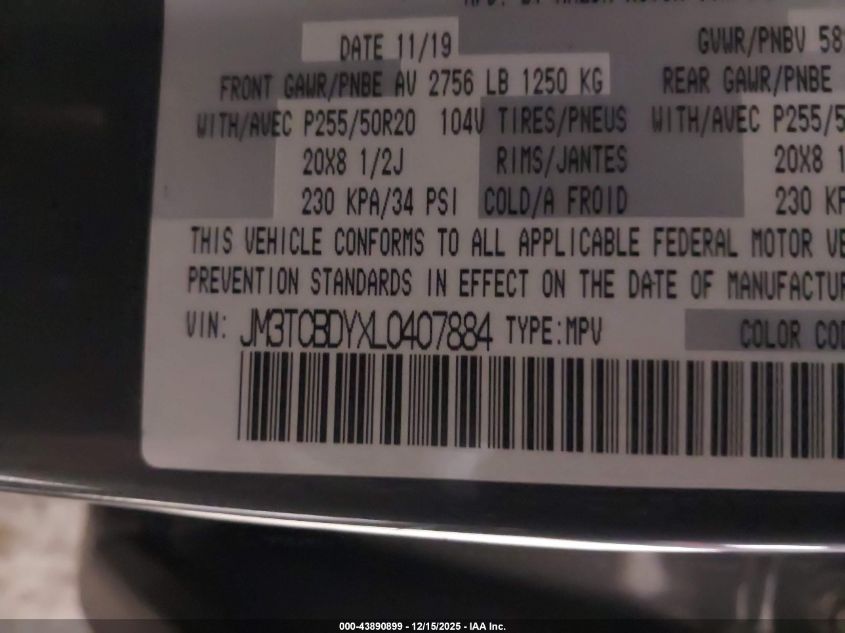 DATE 11/19 GVWR/PNBV 58
FRONT GAWR/PNBE AV 2756 LB 1250 KG REAR GAWR/PNBE
WITH/AVEC P255/50R20 104V TIRES/PNEUS WITH/AVEC P255/5
20X8 1/2J RIMS/JANTES 20X8 1
230 KPA/34 PSI COLD/A FROID 230 KP
THIS VEHICLE CONFORMS TO ALL APPLICABLE FEDERAL MOTOR VE
PREVENTION STANDARDS IN EFFECT ON THE DATE OF MANUFACTUR
VIN: JM3TCBDYXL0407884 TYPE:MPV COLOR COD
000-43890899 - 12/15/2025 - IAA Inc.